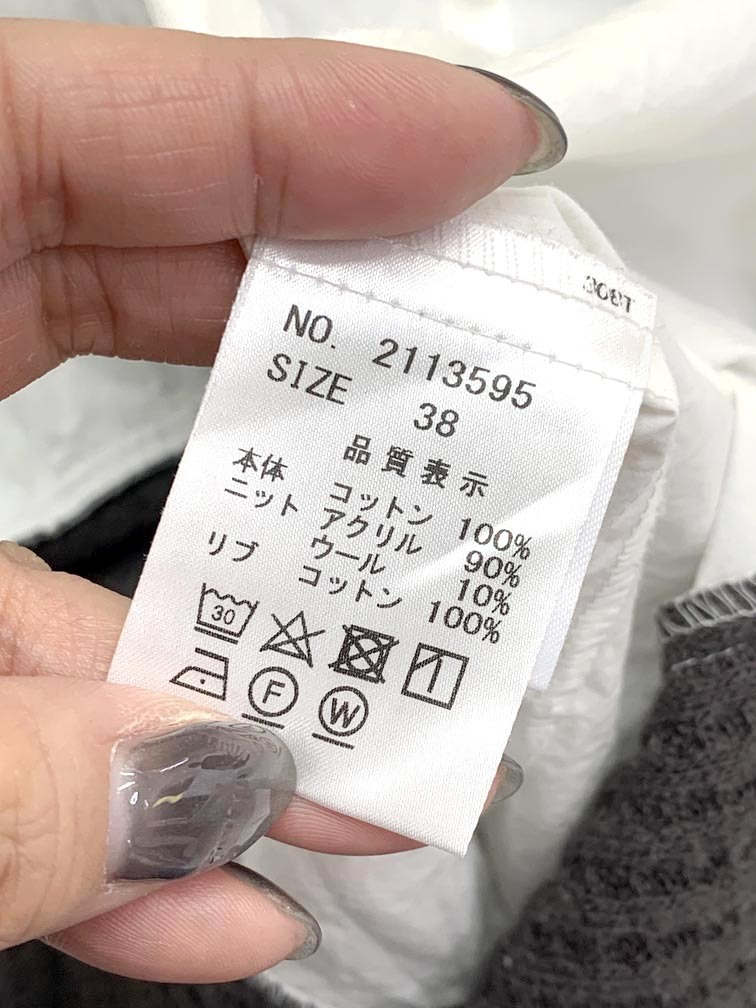 NO. 2113595
SIZE 38
品質表示
本体 コットン 100%
ニット アクリル 90%
ウール 10%
リブ コットン 100%
30
F W